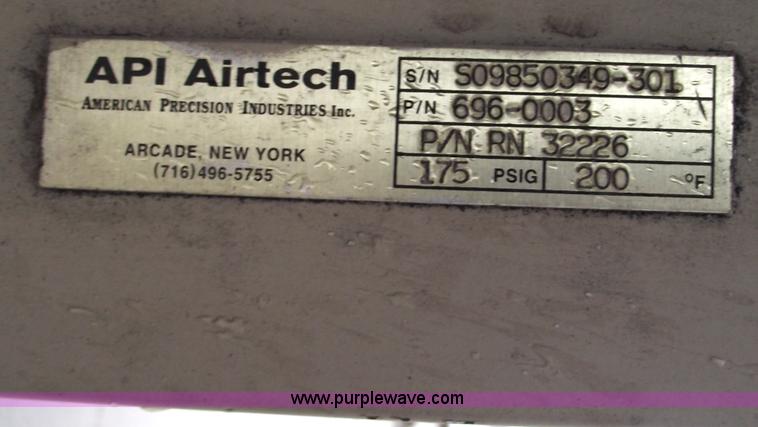 API Airtech
AMERICAN PRECISION INDUSTRIES Inc.
ARCADE, NEW YORK
(716)496-5755
S/N S09850349-301
P/N 696-0003
P/N RN 32226
175 PSIG 200 °F
www.purplewave.com